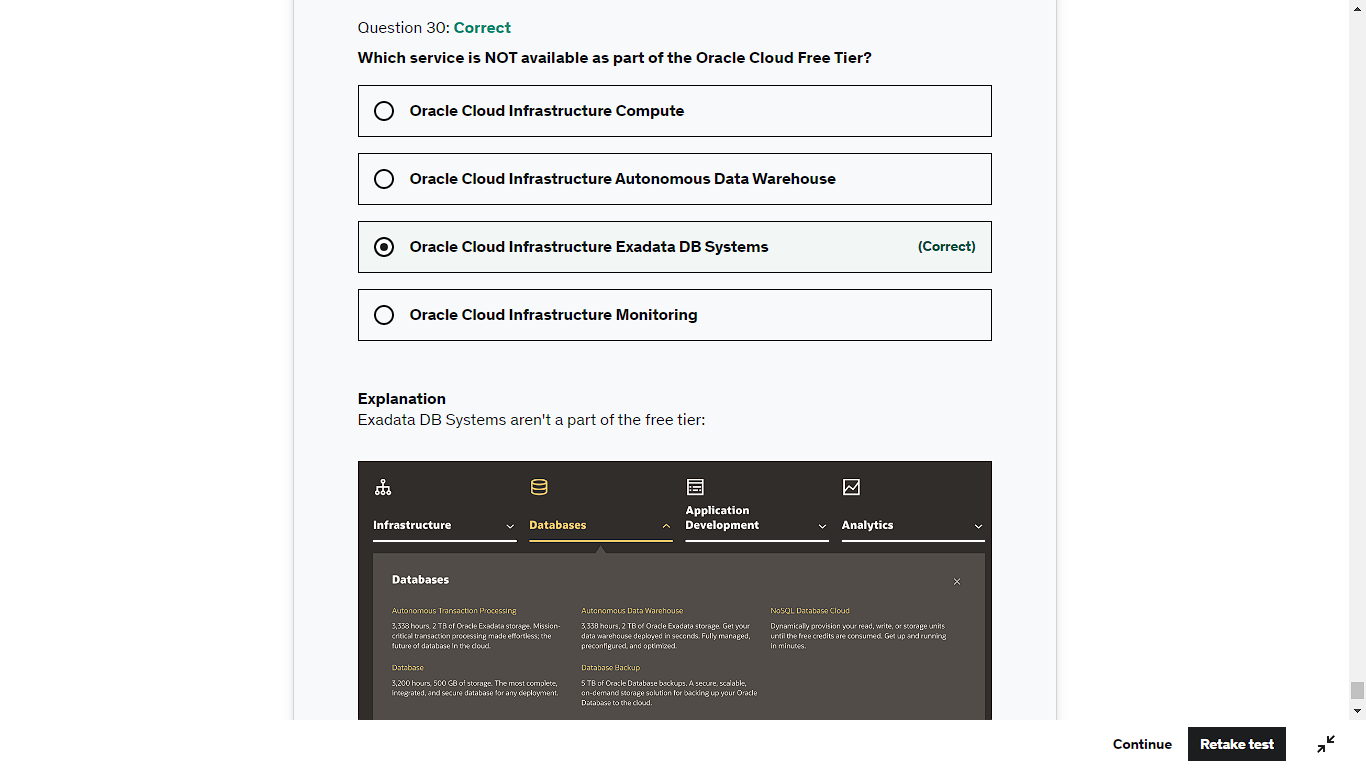 Question 30: Correct
Which service is NOT available as part of the Oracle Cloud Free Tier?
Oracle Cloud Infrastructure Compute
Oracle Cloud Infrastructure Autonomous Data Warehouse
Oracle Cloud Infrastructure Exadata DB Systems (Correct)
Oracle Cloud Infrastructure Monitoring
Explanation
Exadata DB Systems aren't a part of the free tier:
Infrastructure
Databases
Application
Development
Analytics
Databases
Autonomous Transaction Processing
3,338 hours, 2 TB of Oracle Exadata storage. Mission-
critical transaction processing made effortless; the
future of database in the cloud.
Autonomous Data Warehouse
3,338 hours, 2 TB of Oracle Exadata storage. Get your
data warehouse deployed in seconds. Fully managed,
preconfigured, and optimized.
NoSQL Database Cloud
Dynamically provision your read, write, or storage units
until the free credits are consumed. Get up and running
in minutes.
Database
3,200 hours, 500 GB of storage. The most complete,
integrated, and secure database for any deployment.
Database Backup
5 TB of Oracle Database backups. A secure, scalable,
on-demand storage solution for backing up your Oracle
Database to the cloud.
Continue
Retake test